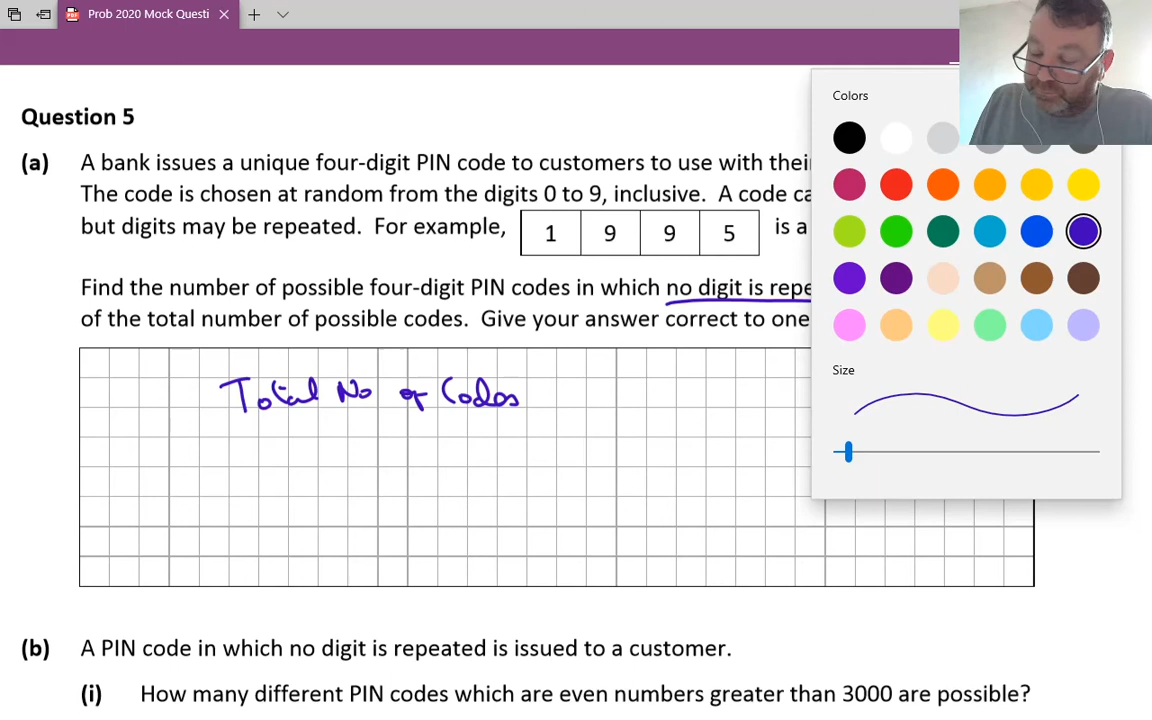 Prob 2020 Mock Questi
Colors
Question 5
(a) A bank issues a unique four-digit PIN code to customers to use with thei
The code is chosen at random from the digits 0 to 9, inclusive. A code ca
but digits may be repeated. For example, 1 9 9 5 is a
Find the number of possible four-digit PIN codes in which no digit is repe
of the total number of possible codes. Give your answer correct to one
Size
Total No of Codes
(b) A PIN code in which no digit is repeated is issued to a customer.
(i) How many different PIN codes which are even numbers greater than 3000 are possible?